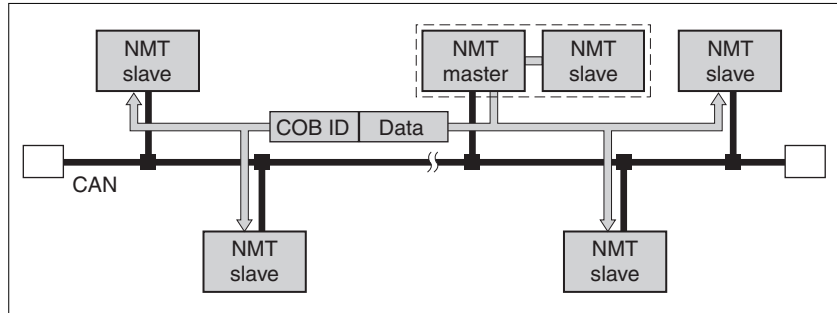 NMT
slave
NMT
master
NMT
slave
NMT
slave
COB ID
Data
CAN
NMT
slave
NMT
slave